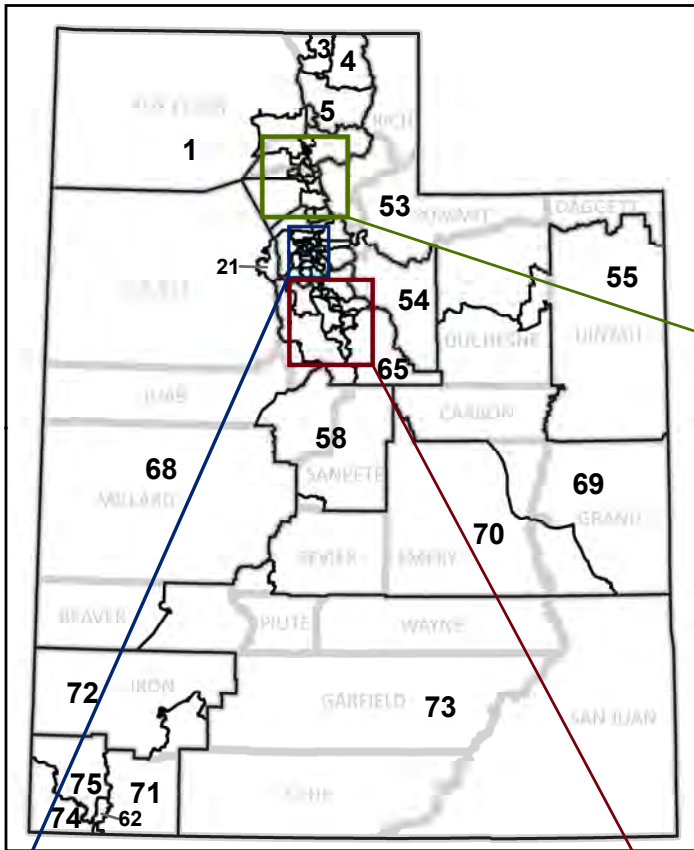 3
4
BOX ELDER
5
RICH
1
53
SUMMIT
DAGGETT
21
55
54
TOOELE
DUCHESNE
UINTAH
65
JUAB
CARBON
58
68
SANPETE
69
MILLARD
GRAND
70
SEVIER
EMERY
BEAVER
PIUTE
WAYNE
72
IRON
GARFIELD
73
SAN JUAN
75
71
KANE
74
62